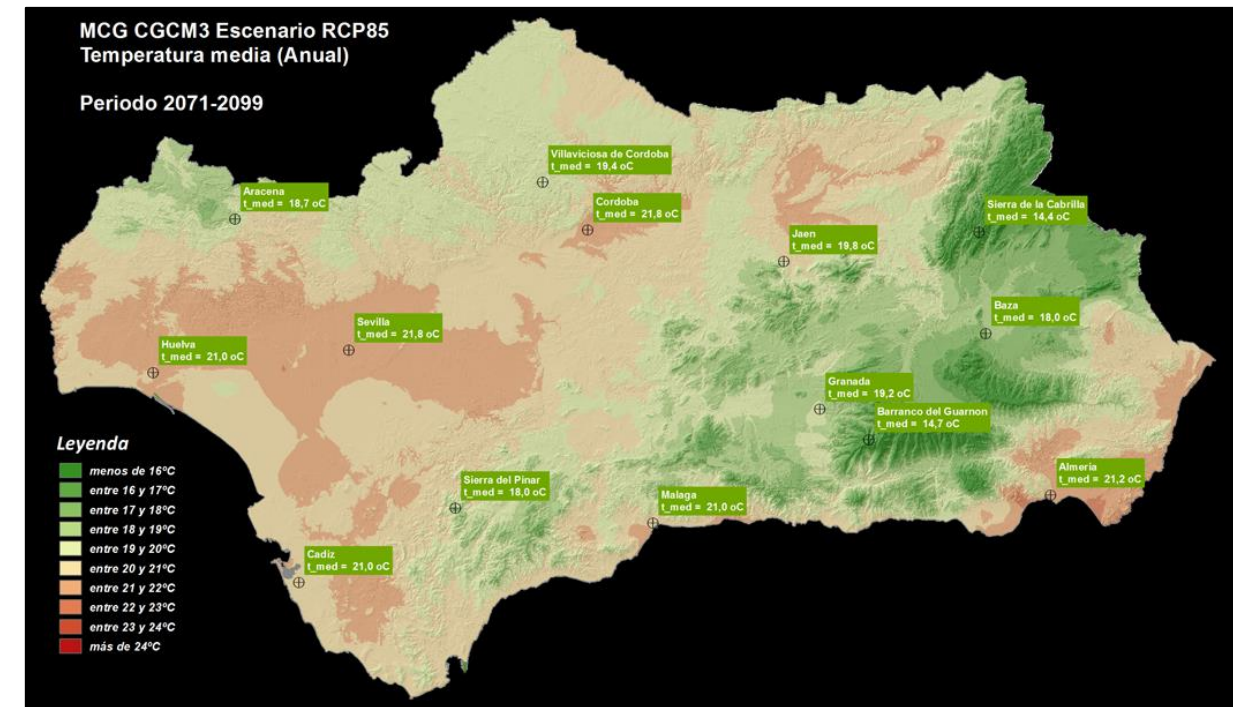 MCG CGCM3 Escenario RCP85
Temperatura media (Anual)
Periodo 2071-2099
Villaviciosa de Cordoba
t_med = 19,4 oC
Aracena
t_med = 18,7 oC
Cordoba
t_med = 21,8 oC
Sierra de la Cabrilla
t_med = 14,4 oC
Jaen
t_med = 19,8 oC
Baza
t_med = 18,0 oC
Sevilla
t_med = 21,8 oC
Huelva
t_med = 21,0 oC
Granada
t_med = 19,2 oC
Barranco del Guarnon
t_med = 14,7 oC
Sierra del Pinar
t_med = 18,0 oC
Malaga
t_med = 21,0 oC
Almeria
t_med = 21,2 oC
Cadiz
t_med = 21,0 oC
Leyenda
menos de 16ºC
entre 16 y 17ºC
entre 17 y 18ºC
entre 18 y 19ºC
entre 19 y 20ºC
entre 20 y 21ºC
entre 21 y 22ºC
entre 22 y 23ºC
entre 23 y 24ºC
más de 24ºC